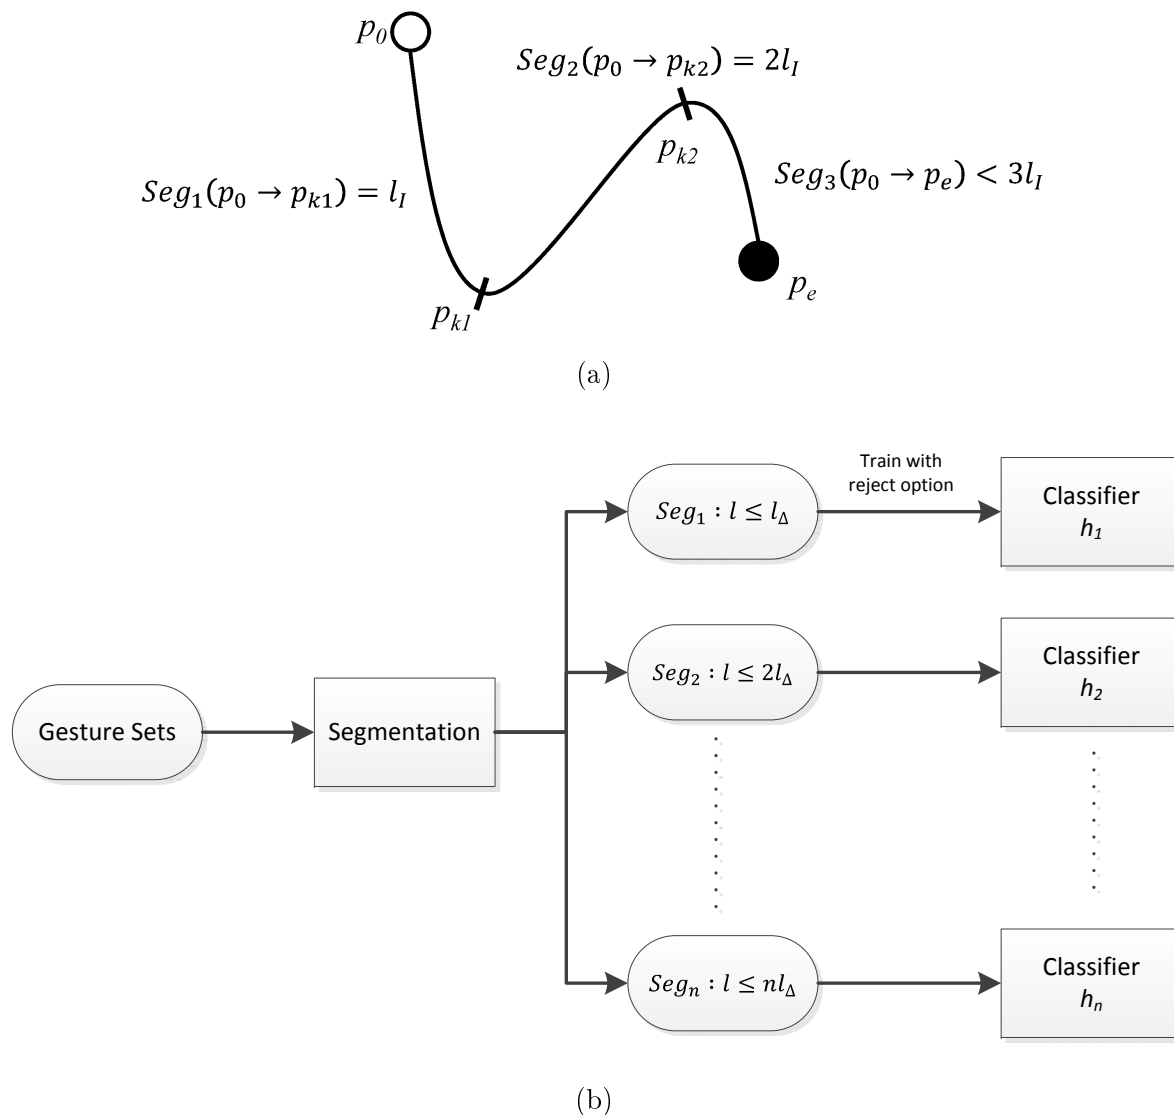 p0
Seg2(p0 → pk2) = 2lI
pk2
Seg1(p0 → pk1) = lI
Seg3(p0 → pe) < 3lI
pe
pk1
(a)
Train with
reject option
Seg1 : l ≤ lΔ
Classifier
h1
Seg2 : l ≤ 2lΔ
Classifier
h2
Gesture Sets
Segmentation
Segn : l ≤ nlΔ
Classifier
hn
(b)